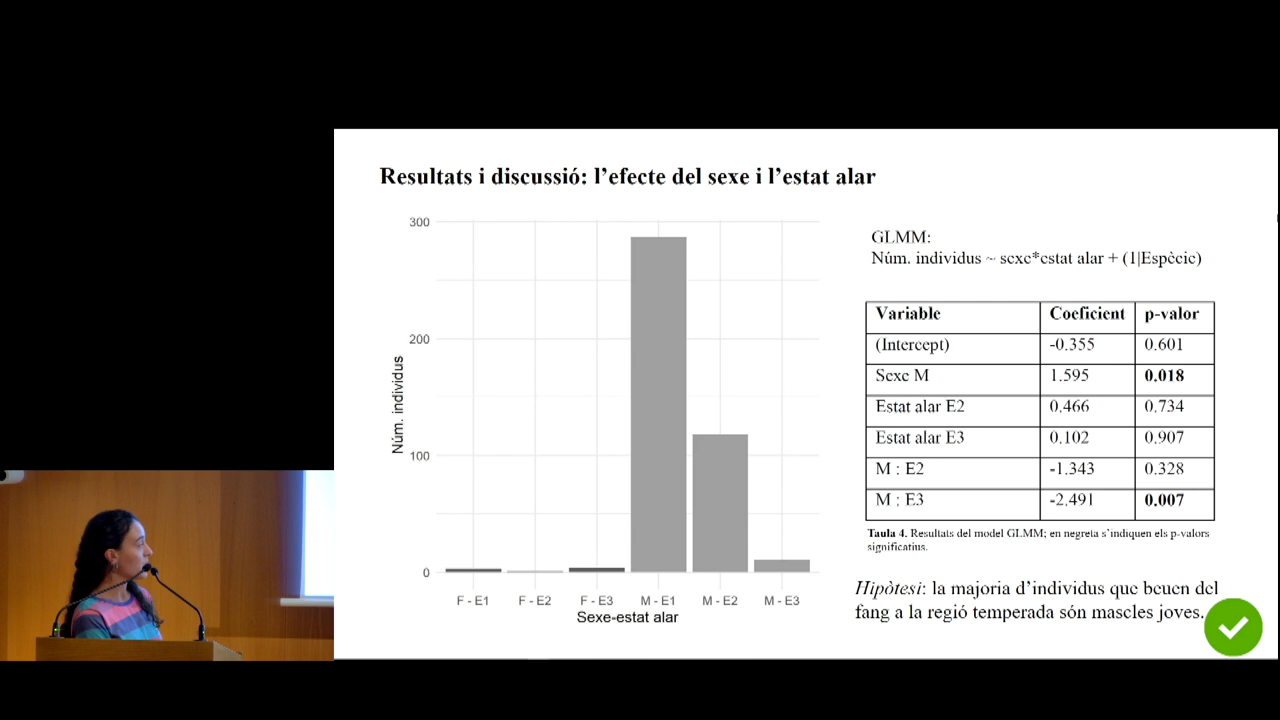 Resultats i discussió: l’efecte del sexe i l’estat alar
300
200
100
0
Núm. individus
F - E1 F - E2 F - E3 M - E1 M - E2 M - E3
Sexe-estat alar
GLMM:
Núm. individus ~ sexe*estat alar + (1|Espècie)
Variable Coeficient p-valor
(Intercept) -0.355 0.601
Sexe M 1.595 0.018
Estat alar E2 0.466 0.734
Estat alar E3 0.102 0.907
M : E2 -1.343 0.328
M : E3 -2,491 0.007
Taula 4. Resultats del model GLMM; en negreta s’indiquen els p-valors
significatius.
Hipòtesi: la majoria d’individus que beuen del
fang a la regió temperada són mascles joves.